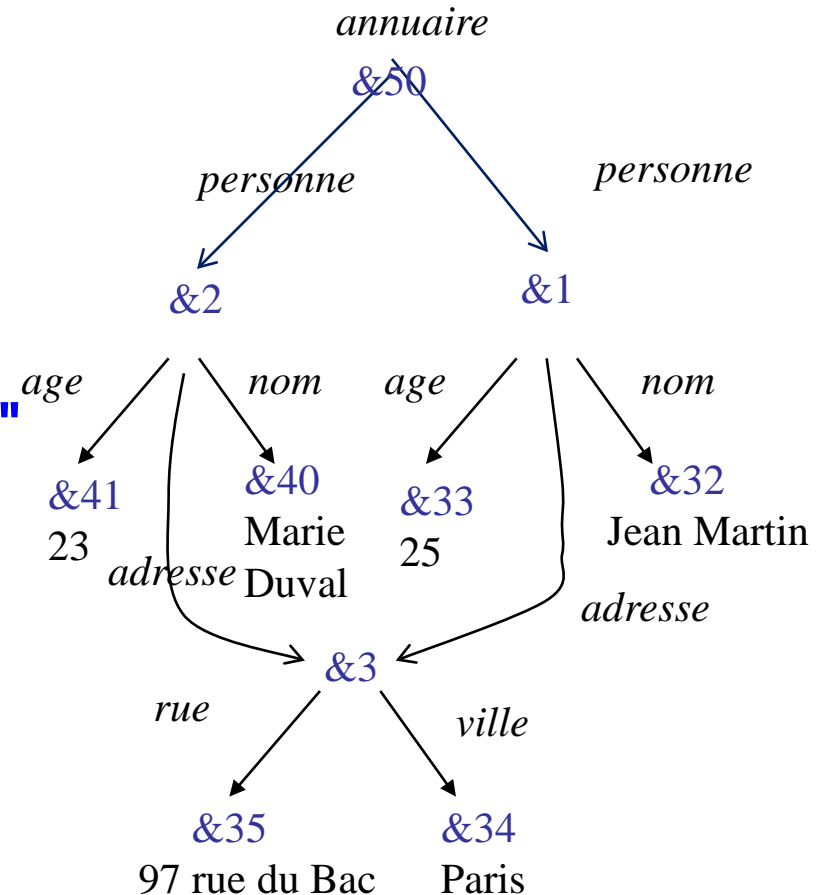 annuaire
&50
personne personne
&2 &1
age nom age nom
"
&41 &40 &33 &32
23 Marie 25 Jean Martin
adresse Duval adresse
&3
rue ville
&35 &34
97 rue du Bac Paris